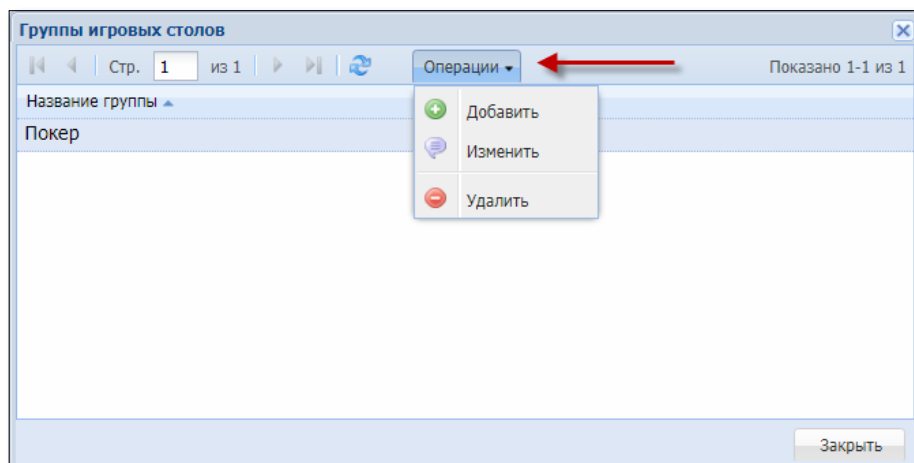 Группы игровых столов
Стр. 1 из 1 Операции Показано 1-1 из 1
Название группы
Добавить
Покер
Изменить
Удалить
Закрыть